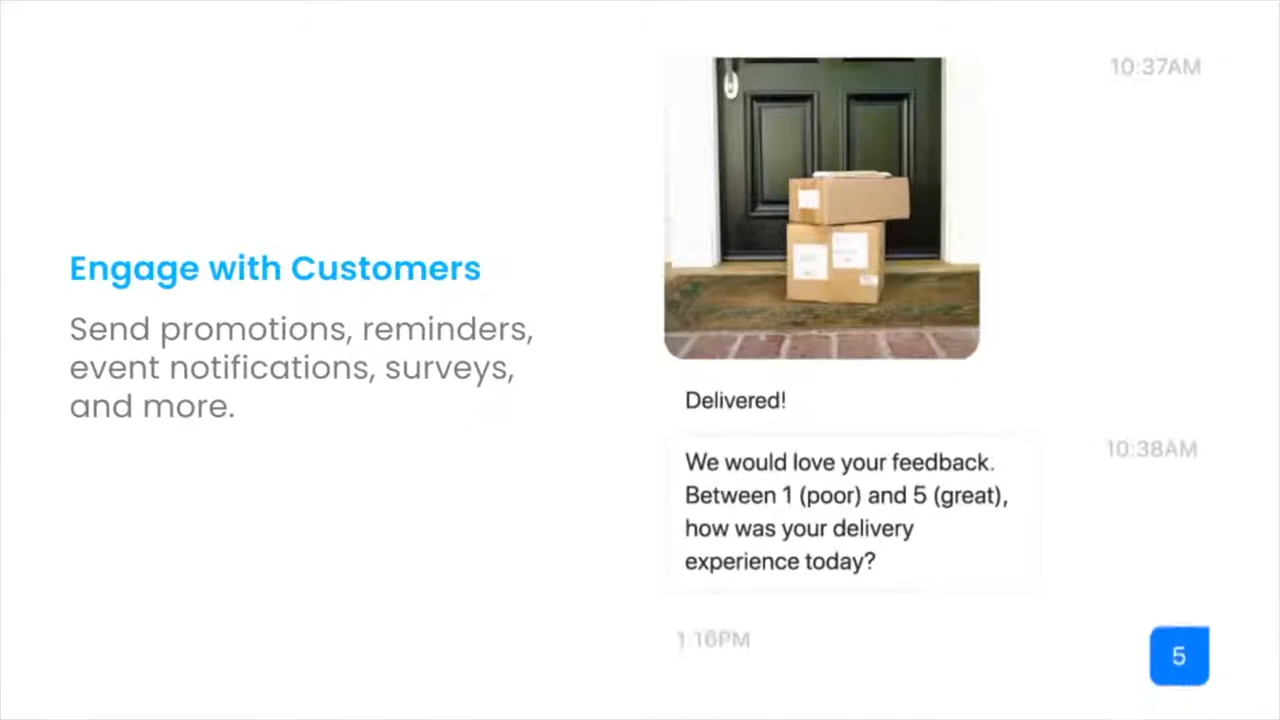 10:37AM
Engage with Customers
Send promotions, reminders,
event notifications, surveys,
and more.
Delivered!
10:38AM
We would love your feedback.
Between 1 (poor) and 5 (great),
how was your delivery
experience today?
1:16PM
5